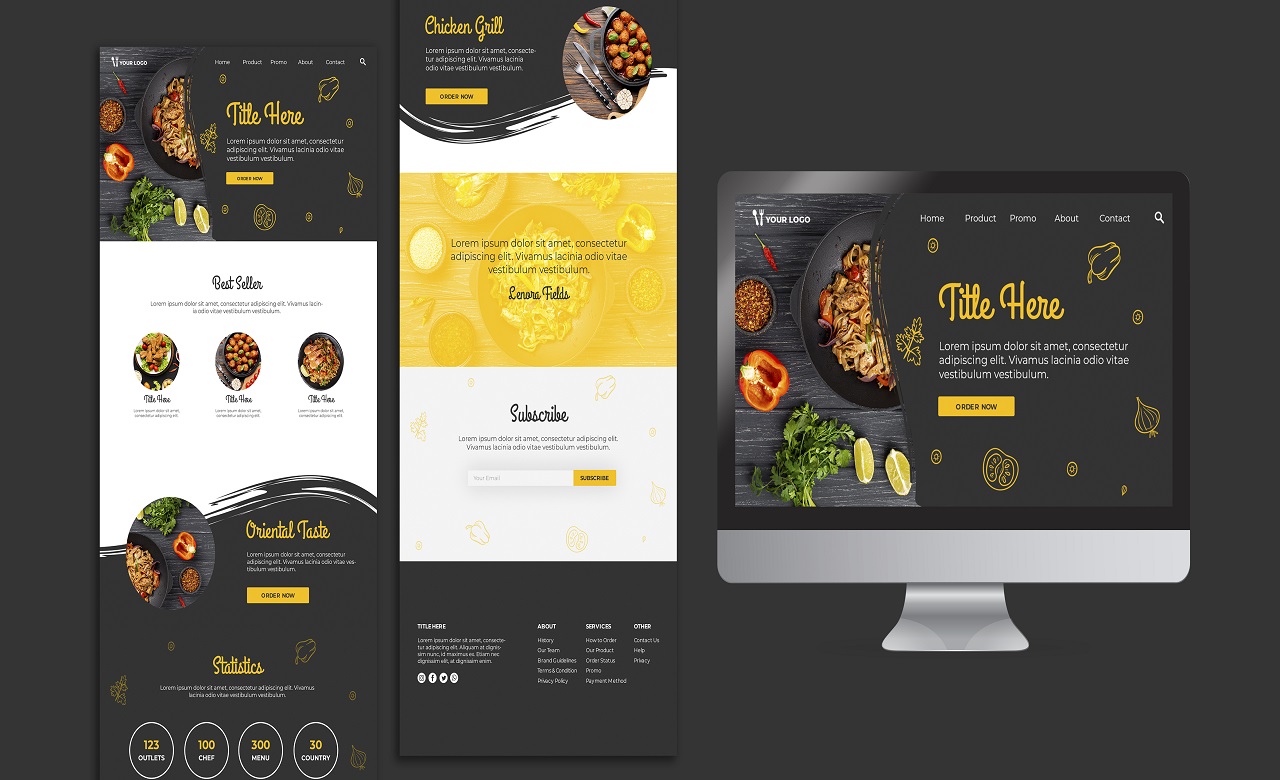 YOUR LOGO
Home Product Promo About Contact
Title Here
Lorem ipsum dolor sit amet, consectetur
adipiscing elit. Vivamus lacinia odio vitae
vestibulum vestibulum.
ORDER NOW
Best Seller
Lorem ipsum dolor sit amet, consectetur adipiscing elit. Vivamus lacin-
ia odio vitae vestibulum vestibulum.
Title Here
Lorem ipsum dolor sit amet,
consectetur adipiscing elit.
Title Here
Lorem ipsum dolor sit amet,
consectetur adipiscing elit.
Title Here
Lorem ipsum dolor sit amet,
consectetur adipiscing elit.
Oriental Taste
Lorem ipsum dolor sit amet, consectetur
adipiscing elit. Vivamus lacinia odio vitae ves-
tibulum vestibulum.
ORDER NOW
Statistics
Lorem ipsum dolor sit amet, consectetur adipiscing elit. Vivamus
lacinia odio vitae vestibulum vestibulum.
123
OUTLETS
100
CHEF
300
MENU
30
COUNTRY
Chicken Grill
Lorem ipsum dolor sit amet, consecte-
tur adipiscing elit. Vivamus lacinia
odio vitae vestibulum vestibulum.
ORDER NOW
Lorem ipsum dolor sit amet, consectetur
adipiscing elit. Vivamus lacinia odio vitae
vestibulum vestibulum.
Lenora Fields
Subscribe
Lorem ipsum dolor sit amet, consectetur adipiscing elit.
Vivamus lacinia odio vitae vestibulum vestibulum.
Your Email
SUBSCRIBE
TITLE HERE
Lorem ipsum dolor sit amet, consecte-
tur adipiscing elit. Aliquam at dignis-
sim nunc, id maximus ex. Etiam nec
dignissim elit, at dignissim enim.
ABOUT
History
Our Team
Brand Guidelines
Terms & Condition
Privacy Policy
SERVICES
How to Order
Our Product
Order Status
Promo
Payment Method
OTHER
Contact Us
Help
Privacy
YOUR LOGO
Home Product Promo About Contact
Title Here
Lorem ipsum dolor sit amet, consectetur
adipiscing elit. Vivamus lacinia odio vitae
vestibulum vestibulum.
ORDER NOW